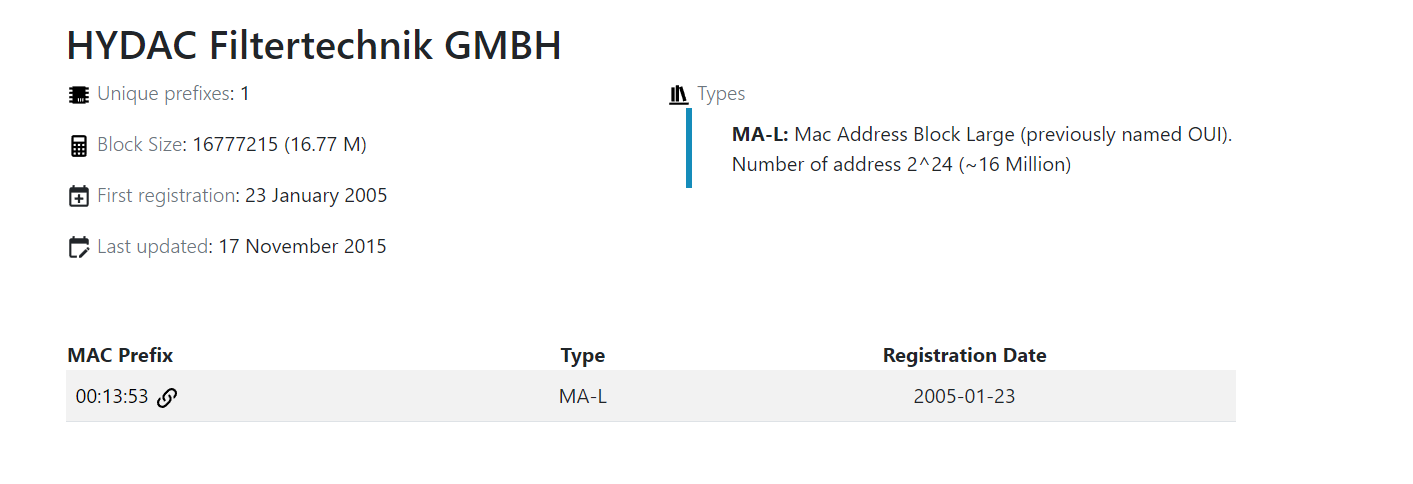 HYDAC Filtertechnik GMBH
Unique prefixes: 1
Block Size: 16777215 (16.77 M)
First registration: 23 January 2005
Last updated: 17 November 2015
Types
MA-L: Mac Address Block Large (previously named OUI).
Number of address 2^24 (~16 Million)
MAC Prefix Type Registration Date
00:13:53 MA-L 2005-01-23